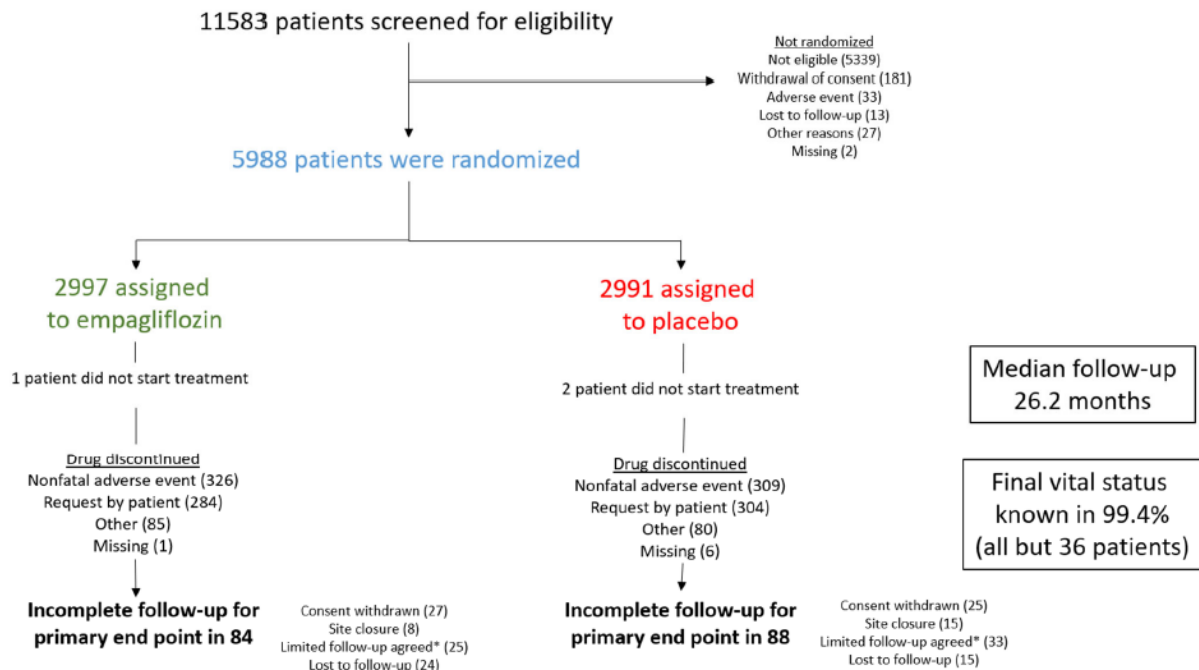 11583 patients screened for eligibility
Not randomized
Not eligible (5339)
Withdrawal of consent (181)
Adverse event (33)
Lost to follow-up (13)
Other reasons (27)
Missing (2)
5988 patients were randomized
2997 assigned
to empagliflozin
1 patient did not start treatment
Drug discontinued
Nonfatal adverse event (326)
Request by patient (284)
Other (85)
Missing (1)
Incomplete follow-up for
primary end point in 84
Consent withdrawn (27)
Site closure (8)
Limited follow-up agreed* (25)
Lost to follow-up (24)
2991 assigned
to placebo
2 patient did not start treatment
Drug discontinued
Nonfatal adverse event (309)
Request by patient (304)
Other (80)
Missing (6)
Incomplete follow-up for
primary end point in 88
Consent withdrawn (25)
Site closure (15)
Limited follow-up agreed* (33)
Lost to follow-up (15)
Median follow-up
26.2 months
Final vital status
known in 99.4%
(all but 36 patients)